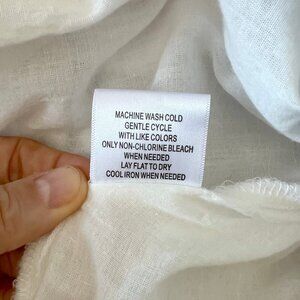 MACHINE WASH COLD
GENTLE CYCLE
WITH LIKE COLORS
ONLY NON-CHLORINE BLEACH
WHEN NEEDED
LAY FLAT TO DRY
COOL IRON WHEN NEEDED